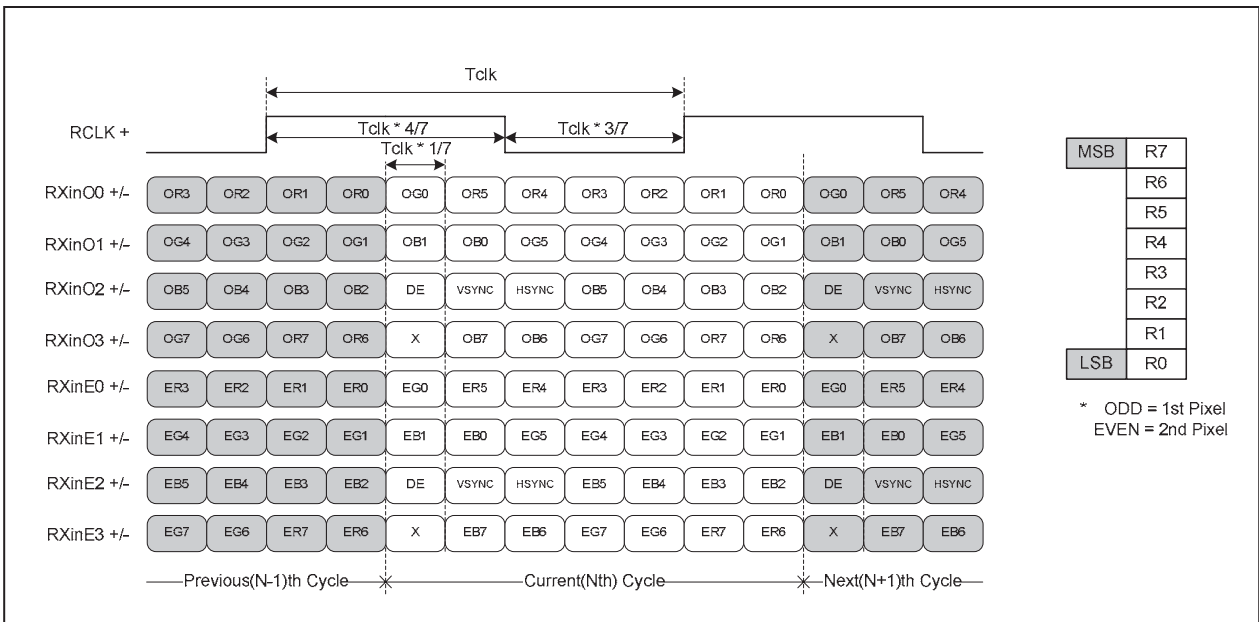 Tclk
RCLK +
Tclk * 4/7
Tclk * 3/7
Tclk * 1/7
RXinO0 +/- OR3 OR2 OR1 OR0 OG0 OR5 OR4 OR3 OR2 OR1 OR0 OG0 OR5 OR4
RXinO1 +/- OG4 OG3 OG2 OG1 OB1 OB0 OG5 OG4 OG3 OG2 OG1 OB1 OB0 OG5
RXinO2 +/- OB5 OB4 OB3 OB2 DE VSYNC HSYNC OB5 OB4 OB3 OB2 DE VSYNC HSYNC
RXinO3 +/- OG7 OG6 OR7 OR6 X OB7 OB6 OG7 OG6 OR7 OR6 X OB7 OB6
RXinE0 +/- ER3 ER2 ER1 ER0 EG0 ER5 ER4 ER3 ER2 ER1 ER0 EG0 ER5 ER4
RXinE1 +/- EG4 EG3 EG2 EG1 EB1 EB0 EG5 EG4 EG3 EG2 EG1 EB1 EB0 EG5
RXinE2 +/- EB5 EB4 EB3 EB2 DE VSYNC HSYNC EB5 EB4 EB3 EB2 DE VSYNC HSYNC
RXinE3 +/- EG7 EG6 ER7 ER6 X EB7 EB6 EG7 EG6 ER7 ER6 X EB7 EB6
Previous(N-1)th Cycle Current(Nth) Cycle Next(N+1)th Cycle
MSB R7
R6
R5
R4
R3
R2
R1
LSB R0
* ODD = 1st Pixel
EVEN = 2nd Pixel